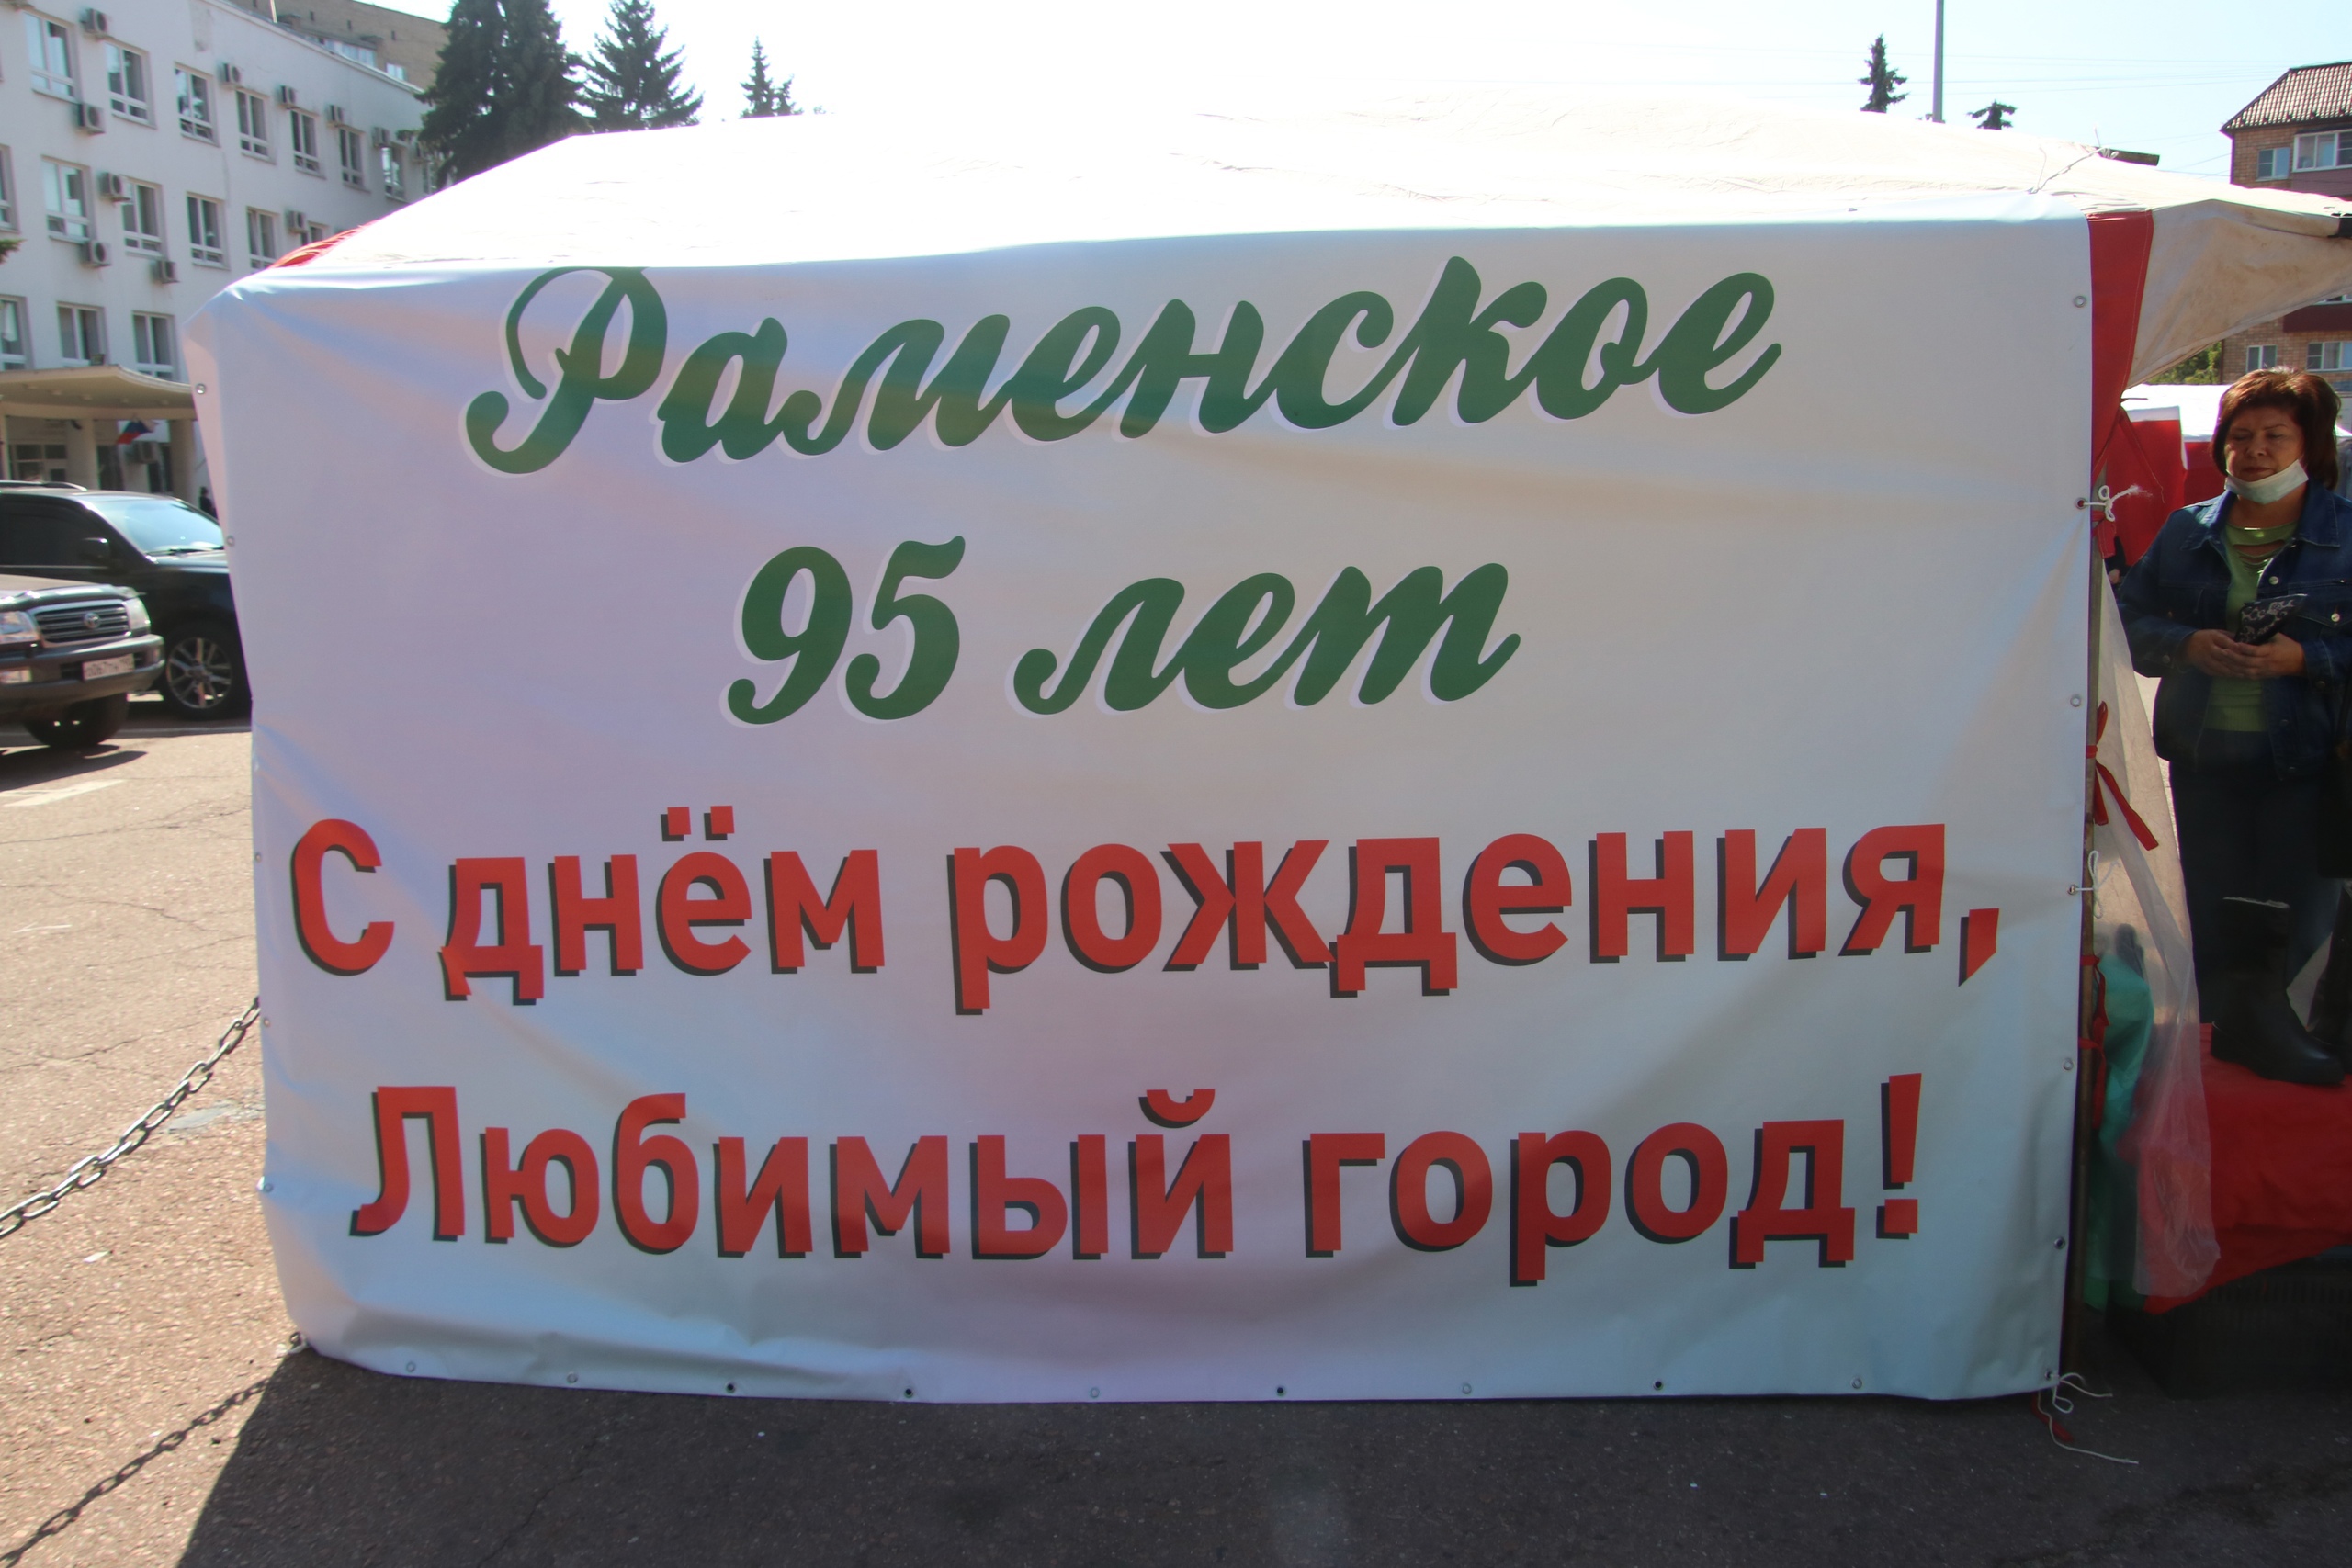 Раменское
95 лет
С днём рождения,
Любимый город!